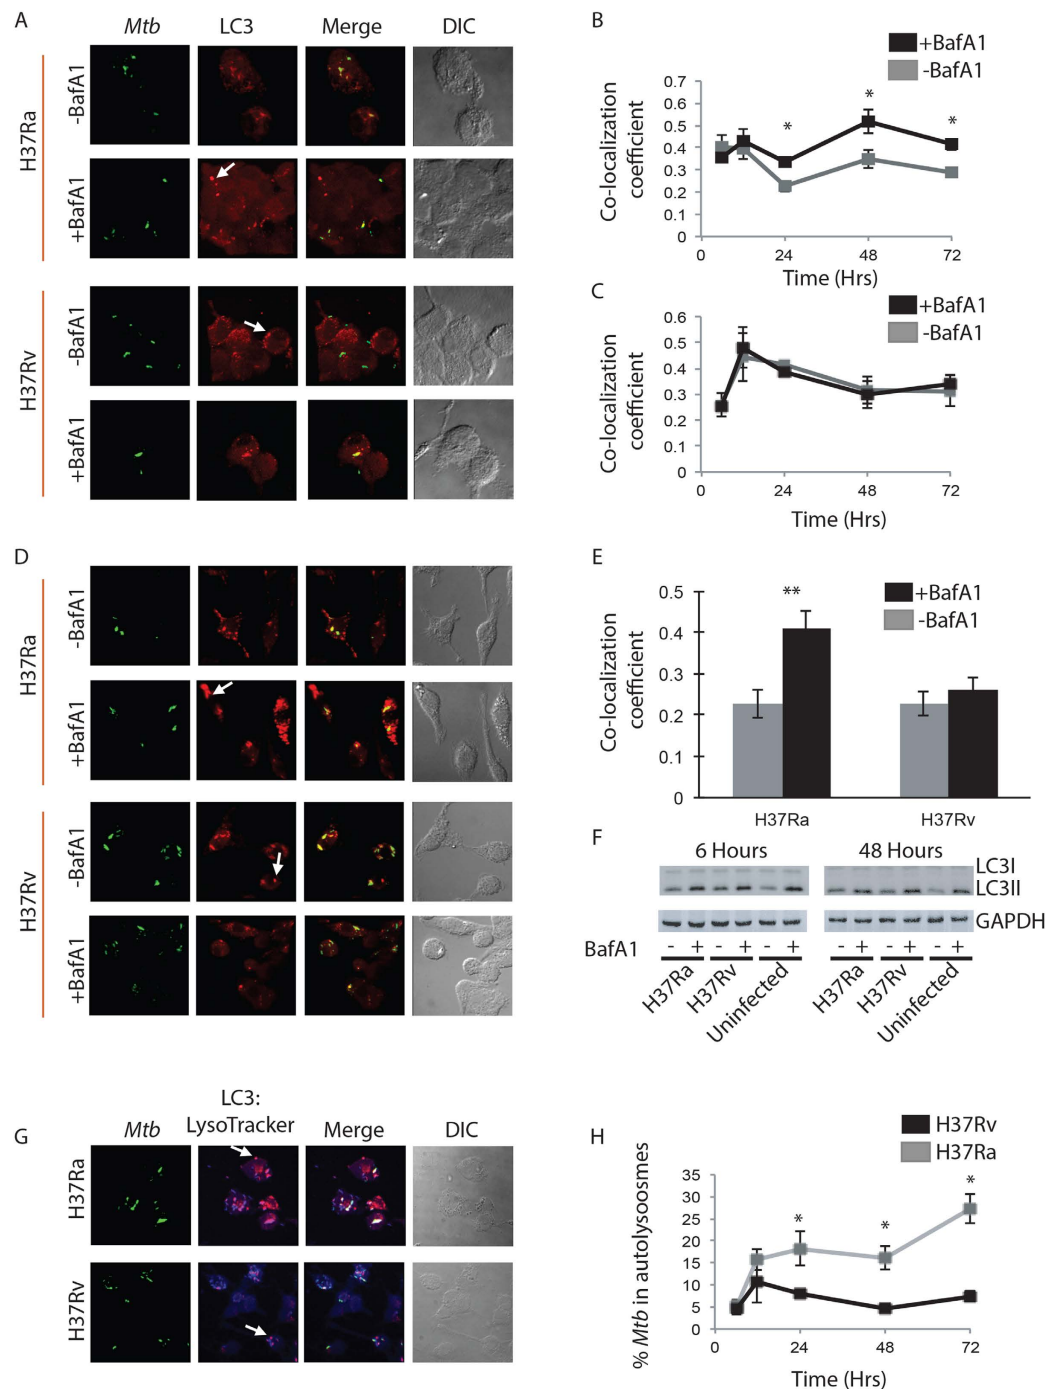 A
Mtb LC3 Merge DIC
H37Ra
-BafA1
+BafA1
H37Rv
-BafA1
+BafA1
B
+BafA1
-BafA1
Co-localization
coefficient
0.7
0.6
0.5
0.4
0.3
0.2
0.1
0
* * *
0 24 48 72
Time (Hrs)
C
+BafA1
-BafA1
Co-localization
coefficient
0.6
0.5
0.4
0.3
0.2
0.1
0
0 24 48 72
Time (Hrs)
D
H37Ra
-BafA1
+BafA1
H37Rv
-BafA1
+BafA1
E
+BafA1
-BafA1
Co-localization
coefficient
0.5
0.4
0.3
0.2
0.1
0
**
H37Ra H37Rv
F
6 Hours 48 Hours
LC3I
LC3II
GAPDH
BafA1 - + - + - + - + - + - +
H37Ra H37Rv Uninfected H37Ra H37Rv Uninfected
G
Mtb LC3: LysoTracker Merge DIC
H37Ra
H37Rv
H
H37Rv
H37Ra
% Mtb in autolysoosmes
35
30
25
20
15
10
5
0
* * *
0 24 48 72
Time (Hrs)